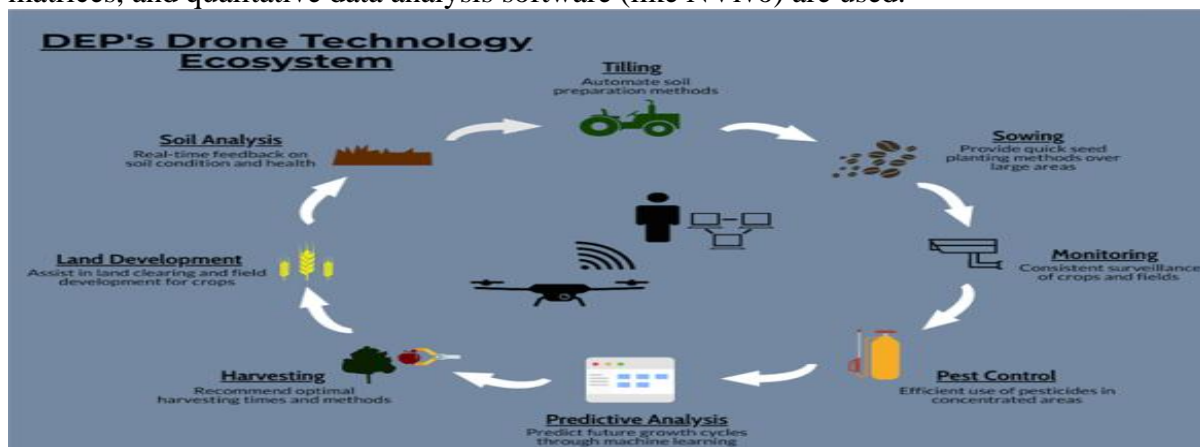 matrices, and qualitative data analysis software (like NVivo) are used.
DEP's Drone Technology
Ecosystem
Tilling
Automate soil
preparation methods
Soil Analysis
Real-time feedback on
soil condition and health
Sowing
Provide quick seed
planting methods over
large areas
Land Development
Assist in land clearing and field
development for crops
Monitoring
Consistent surveillance
of crops and fields
Harvesting
Recommend optimal
harvesting times and methods
Pest Control
Efficient use of pesticides in
concentrated areas
Predictive Analysis
Predict future growth cycles
through machine learning